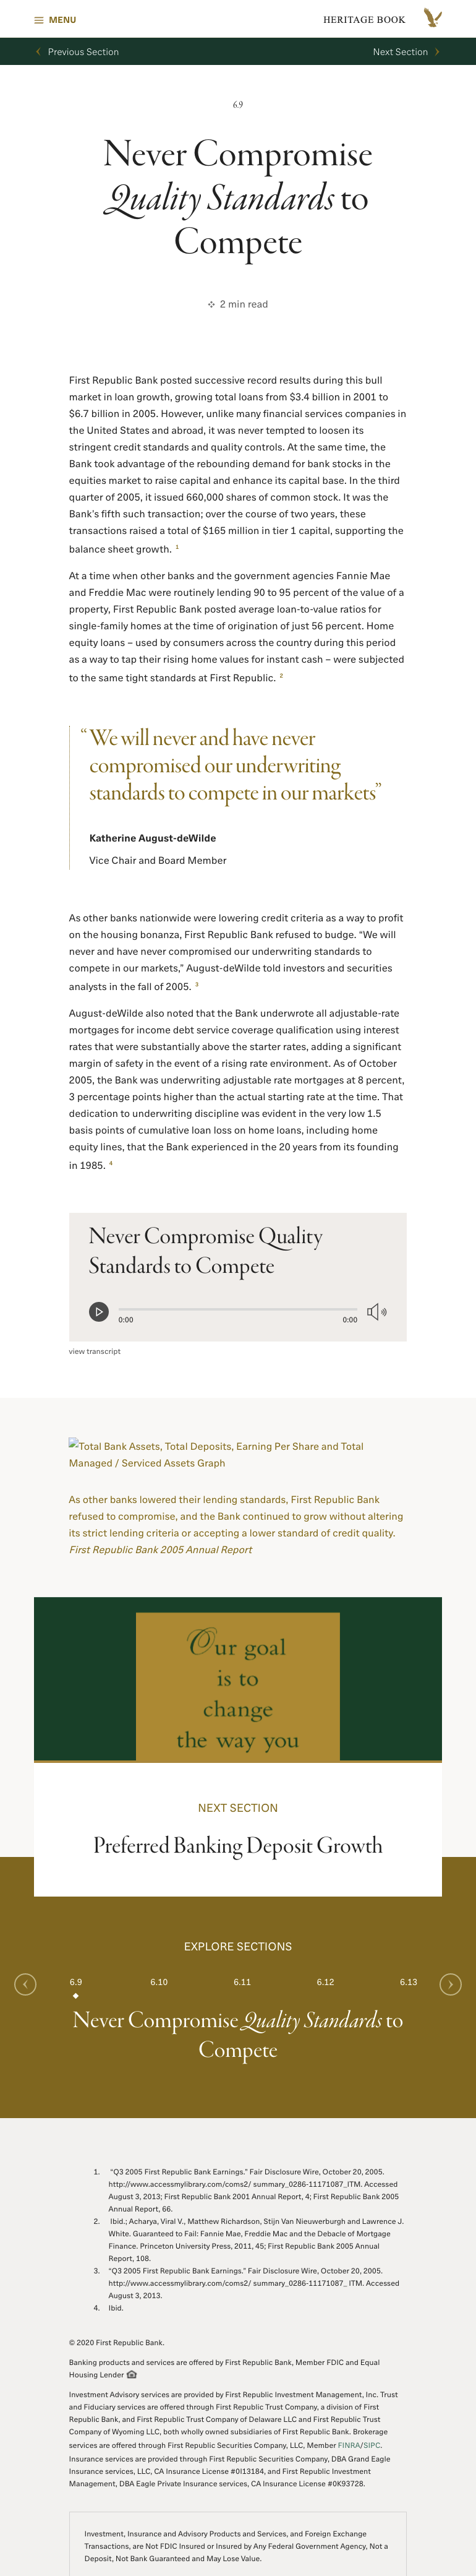 MENU
HERITAGE BOOK
Previous Section
Next Section
6.9
Never Compromise
Quality Standards to
Compete
2 min read
First Republic Bank posted successive record results during this bull
market in loan growth, growing total loans from $3.4 billion in 2001 to
$6.7 billion in 2005. However, unlike many financial services companies in
the United States and abroad, it was never tempted to loosen its
stringent credit standards and quality controls. At the same time, the
Bank took advantage of the rebounding demand for bank stocks in the
equities market to raise capital and enhance its capital base. In the third
quarter of 2005, it issued 660,000 shares of common stock. It was the
Bank's fifth such transaction; over the course of two years, these
transactions raised a total of $165 million in tier 1 capital, supporting the
balance sheet growth. 1
At a time when other banks and the government agencies Fannie Mae
and Freddie Mac were routinely lending 90 to 95 percent of the value of a
property, First Republic Bank posted average loan-to-value ratios for
single-family homes at the time of origination of just 56 percent. Home
equity loans – used by consumers across the country during this period
as a way to tap their rising home values for instant cash – were subjected
to the same tight standards at First Republic. 2
“We will never and have never
compromised our underwriting
standards to compete in our markets”
Katherine August-deWilde
Vice Chair and Board Member
As other banks nationwide were lowering credit criteria as a way to profit
on the housing bonanza, First Republic Bank refused to budge. “We will
never and have never compromised our underwriting standards to
compete in our markets,” August-deWilde told investors and securities
analysts in the fall of 2005. 3
August-deWilde also noted that the Bank underwrote all adjustable-rate
mortgages for income debt service coverage qualification using interest
rates that were substantially above the starter rates, adding a significant
margin of safety in the event of a rising rate environment. As of October
2005, the Bank was underwriting adjustable rate mortgages at 8 percent,
3 percentage points higher than the actual starting rate at the time. That
dedication to underwriting discipline was evident in the very low 1.5
basis points of cumulative loan loss on home loans, including home
equity lines, that the Bank experienced in the 20 years from its founding
in 1985. 4
Never Compromise Quality
Standards to Compete
0:00
0:00
view transcript
Total Bank Assets, Total Deposits, Earning Per Share and Total
Managed / Serviced Assets Graph
As other banks lowered their lending standards, First Republic Bank
refused to compromise, and the Bank continued to grow without altering
its strict lending criteria or accepting a lower standard of credit quality.
First Republic Bank 2005 Annual Report
Our goal
is to
change
the way you
NEXT SECTION
Preferred Banking Deposit Growth
EXPLORE SECTIONS
6.9
6.10
6.11
6.12
6.13
Never Compromise Quality Standards to
Compete
1. “Q3 2005 First Republic Bank Earnings.” Fair Disclosure Wire, October 20, 2005.
http://www.accessmylibrary.com/coms2/ summary_0286-11171087_ITM. Accessed
August 3, 2013; First Republic Bank 2001 Annual Report, 4; First Republic Bank 2005
Annual Report, 66.
2. Ibid.; Acharya, Viral V., Matthew Richardson, Stijn Van Nieuwerburgh and Lawrence J.
White. Guaranteed to Fail: Fannie Mae, Freddie Mac and the Debacle of Mortgage
Finance. Princeton University Press, 2011, 45; First Republic Bank 2005 Annual
Report, 108.
3. “Q3 2005 First Republic Bank Earnings.” Fair Disclosure Wire, October 20, 2005.
http://www.accessmylibrary.com/coms2/ summary_0286-11171087_ ITM. Accessed
August 3, 2013.
4. Ibid.
© 2020 First Republic Bank.
Banking products and services are offered by First Republic Bank, Member FDIC and Equal
Housing Lender
Investment Advisory services are provided by First Republic Investment Management, Inc. Trust
and Fiduciary services are offered through First Republic Trust Company, a division of First
Republic Bank, and First Republic Trust Company of Delaware LLC and First Republic Trust
Company of Wyoming LLC, both wholly owned subsidiaries of First Republic Bank. Brokerage
services are offered through First Republic Securities Company, LLC, Member FINRA/SIPC.
Insurance services are provided through First Republic Securities Company, DBA Grand Eagle
Insurance services, LLC, CA Insurance License #0I13184, and First Republic Investment
Management, DBA Eagle Private Insurance services, CA Insurance License #0K93728.
Investment, Insurance and Advisory Products and Services, and Foreign Exchange
Transactions, are Not FDIC Insured or Insured by Any Federal Government Agency, Not a
Deposit, Not Bank Guaranteed and May Lose Value.